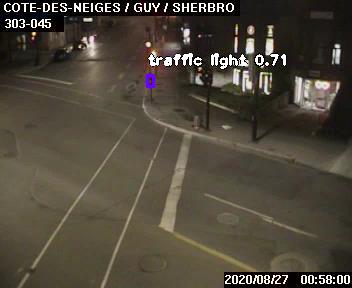 COTE-DES-NEIGES / GUY / SHERBRO
303-045
traffic light 0.71
2020/08/27 00:58:00